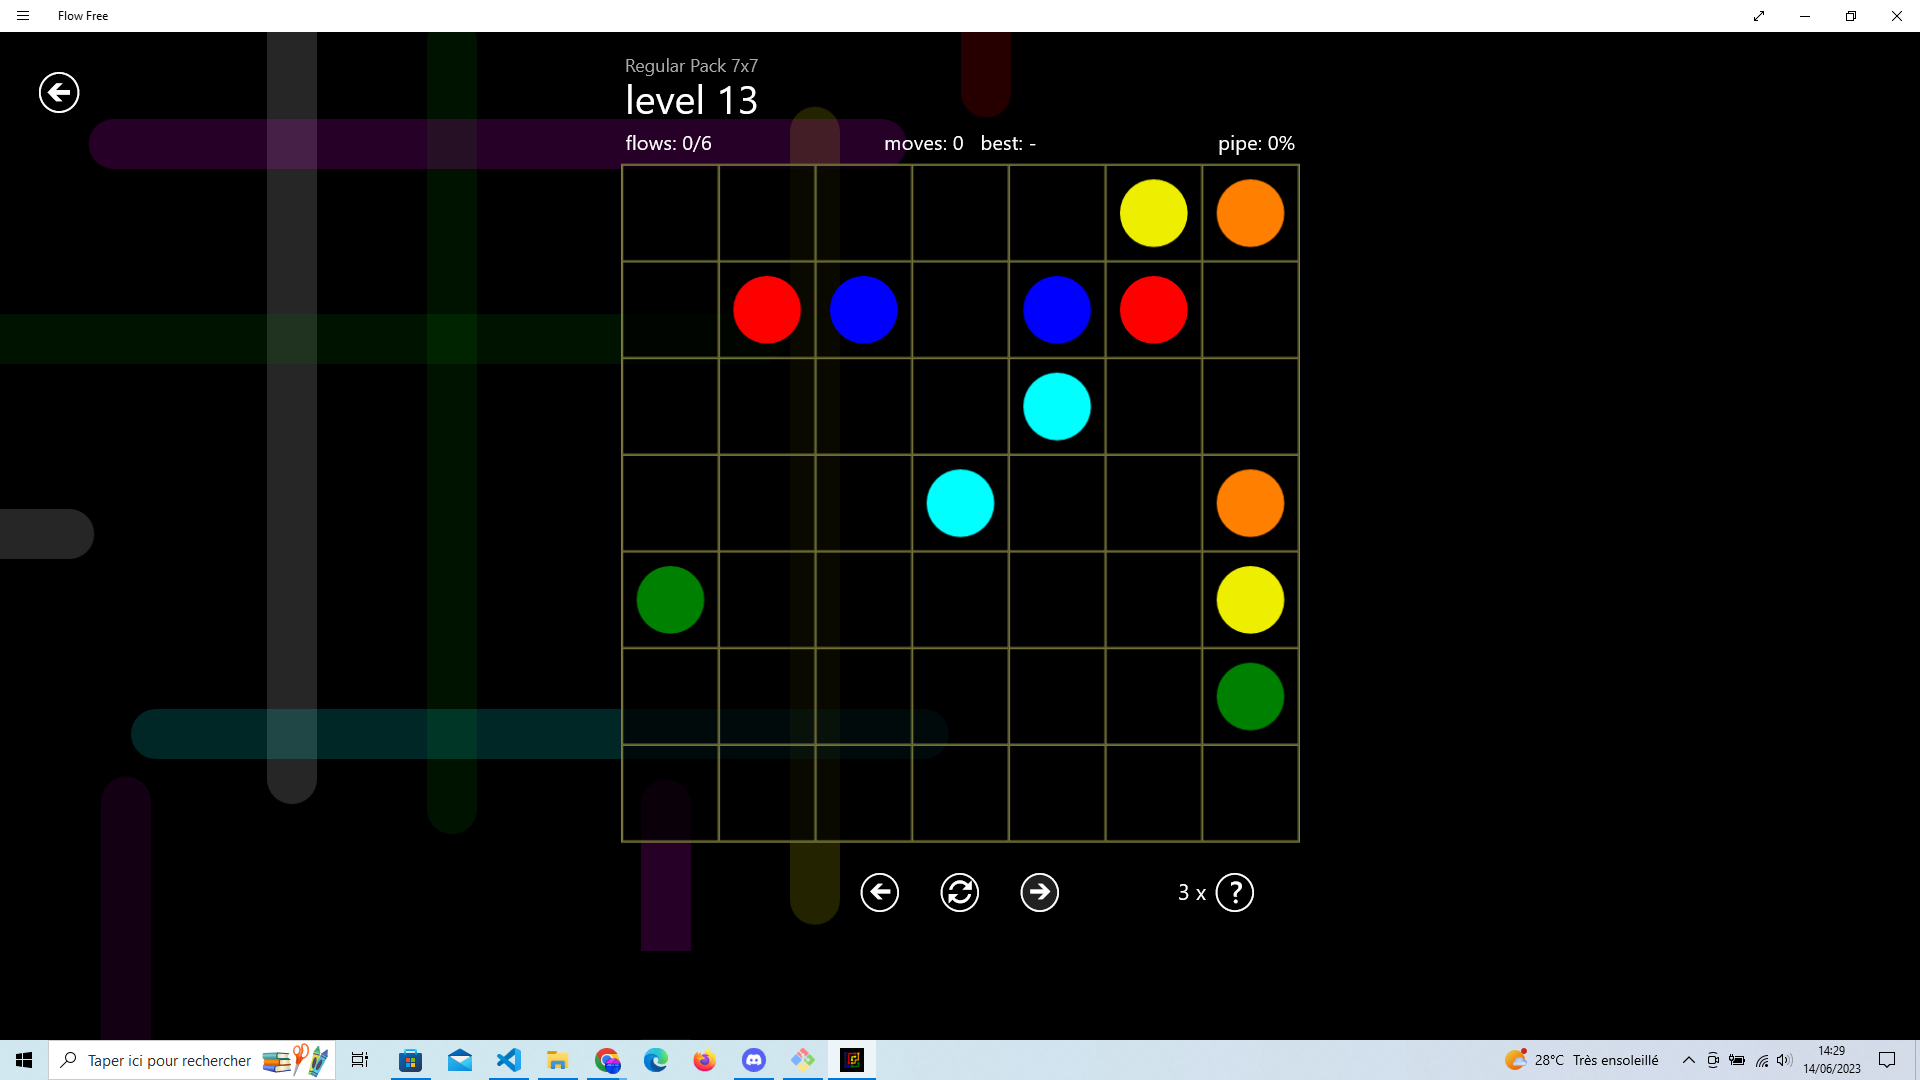 Flow Free
Regular Pack 7x7
level 13
flows: 0/6
moves: 0 best: -
pipe: 0%
3 x ?
Taper ici pour rechercher
28°C Très ensoleillé
14:29
14/06/2023